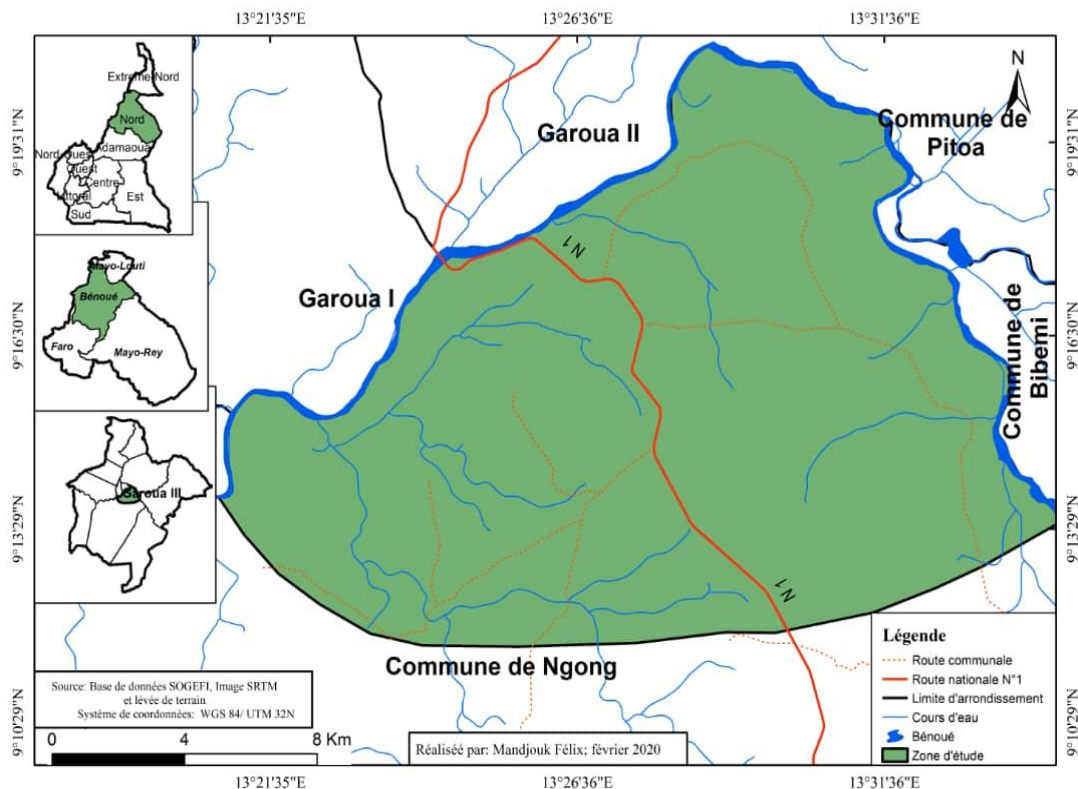 13°21'35"E
13°26'36"E
13°31'36"E
9°19'31"N
9°16'30"N
9°13'29"N
9°10'29"N
Extreme-Nord
Nord
Adamaoua
Nord-Ouest
Ouest
Centre
Littoral
Est
Sud
Mayo-Louti
Bénoué
Faro
Mayo-Rey
Garoua III
Garoua II
Garoua I
Commune de
Pitoa
Commune de
Bibemi
Commune de Ngong
N1
N1
N
9°19'31"N
9°16'30"N
9°13'29"N
9°10'29"N
Source: Base de données SOGEFI, Image SRTM
et lévée de terrain
Système de coordonnées: WGS 84/ UTM 32N
0 4 8 Km
Réaliséé par: Mandjouk Félix; février 2020
Légende
Route communale
Route nationale N°1
Limite d'arrondissement
Cours d'eau
Bénoué
Zone d'étude
13°21'35"E
13°26'36"E
13°31'36"E